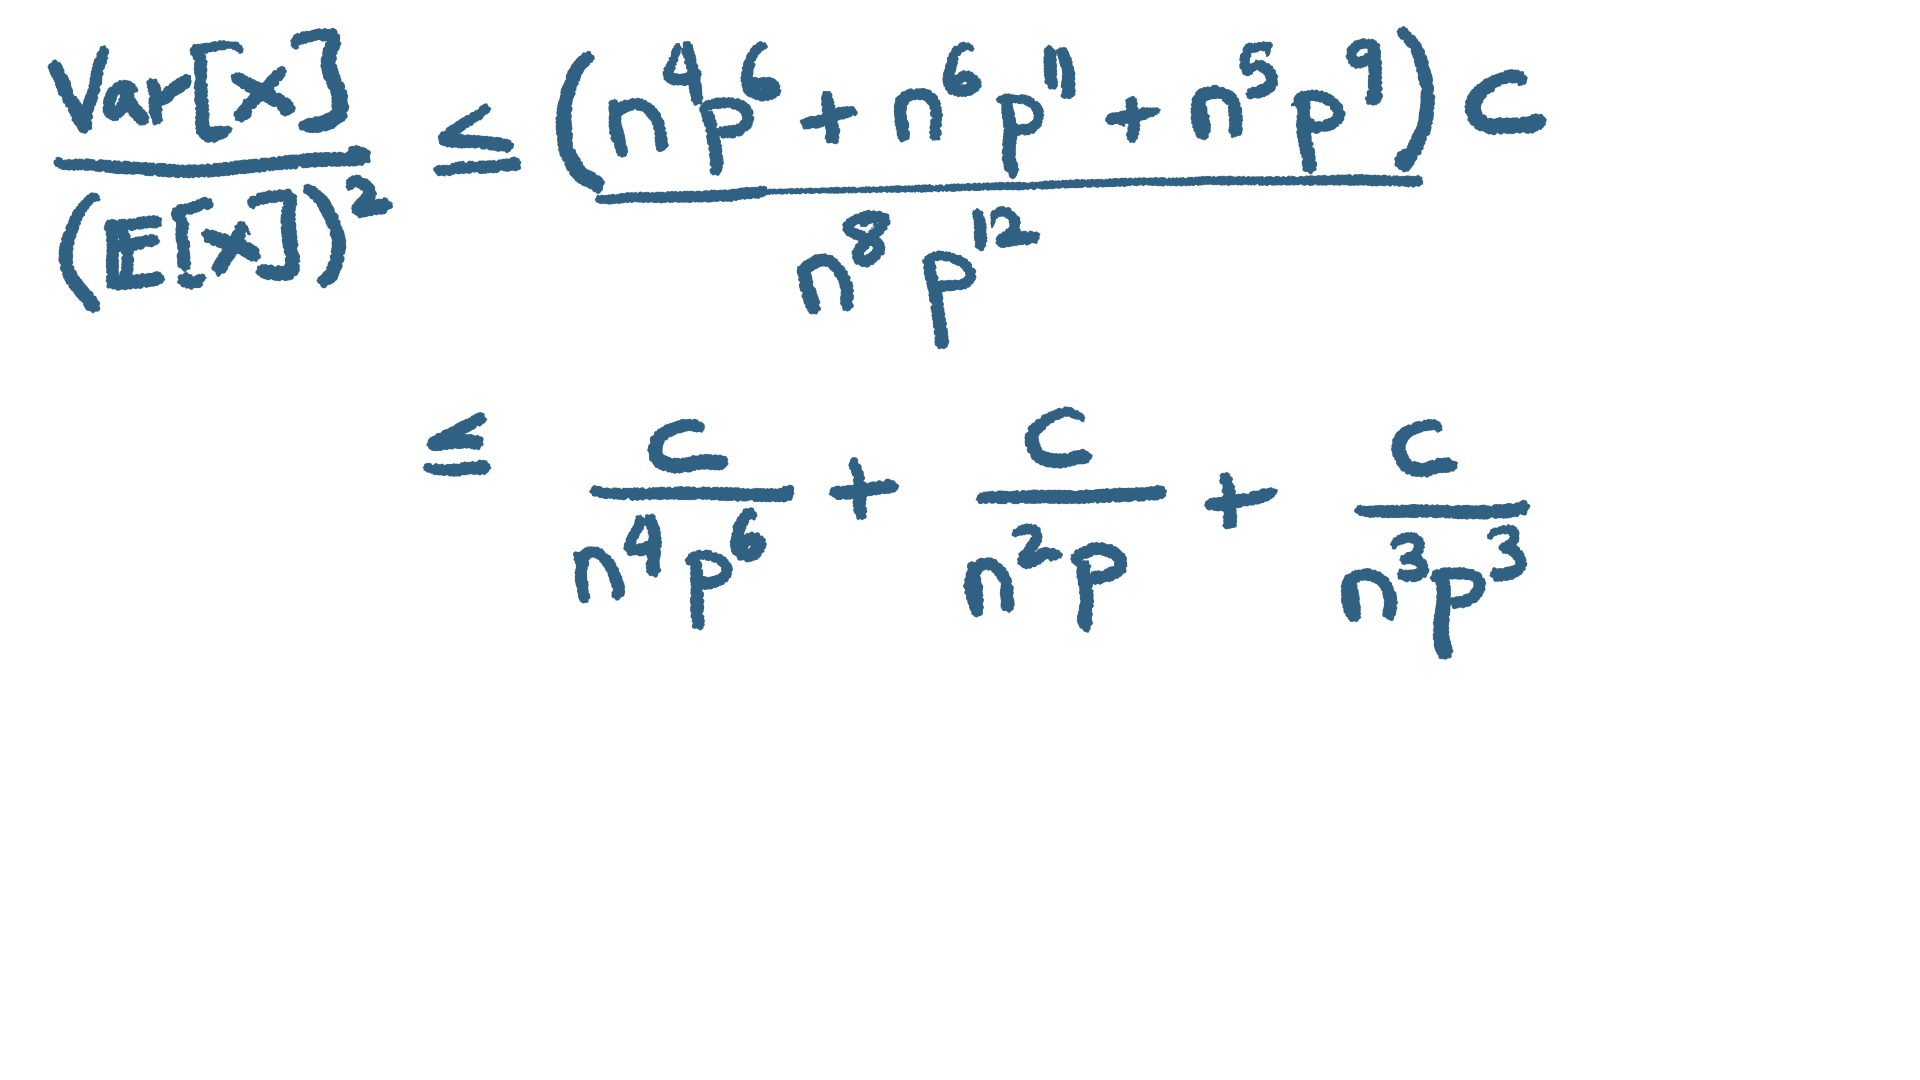 Var[x] / (E[x])² ≤ (n⁴p⁶ + n⁶p¹¹ + n⁵p⁹)C / n⁸p¹²
≤ C / n⁴p⁶ + C / n²p + C / n³p³